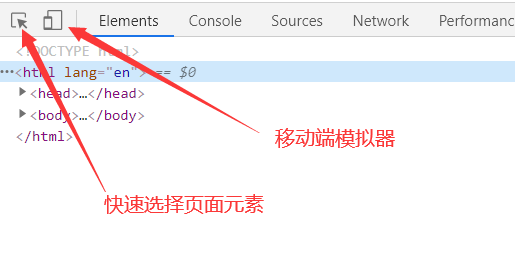 Elements Console Sources Network Performance
<!DOCTYPE html>
···<html lang="en"> == $0
<head>…</head>
<body>…</body>
</html>
移动端模拟器
快速选择页面元素